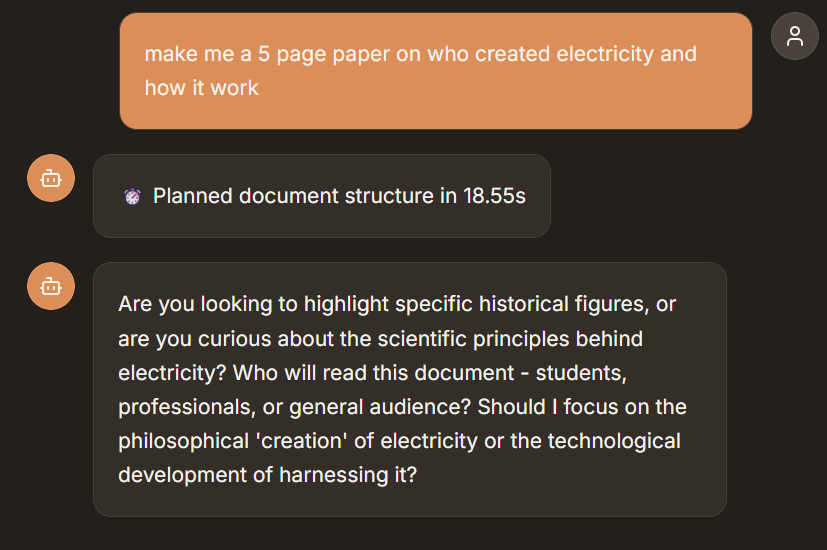 make me a 5 page paper on who created electricity and
how it work
Planned document structure in 18.55s
Are you looking to highlight specific historical figures, or
are you curious about the scientific principles behind
electricity? Who will read this document - students,
professionals, or general audience? Should I focus on the
philosophical 'creation' of electricity or the technological
development of harnessing it?